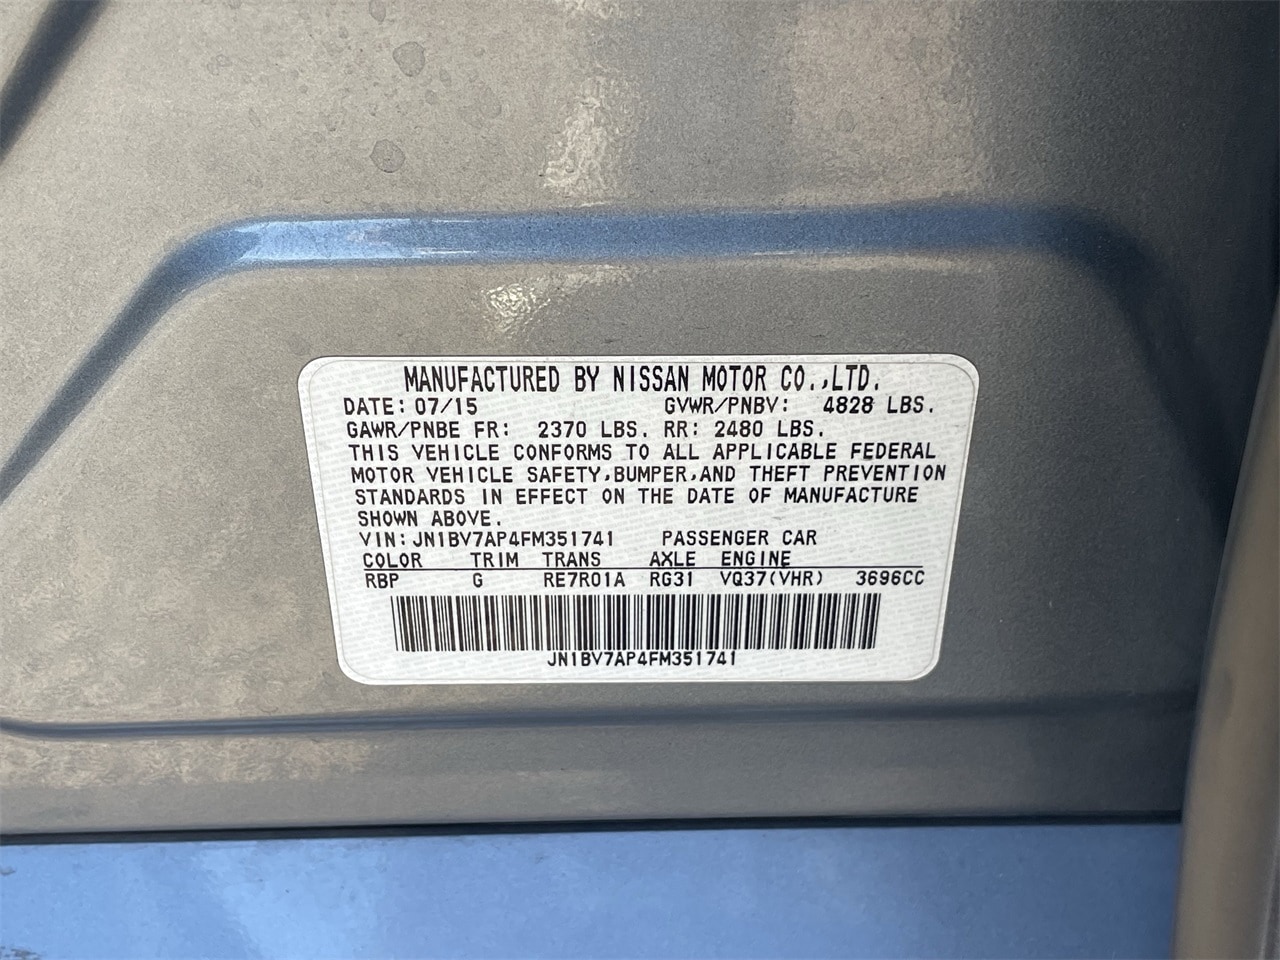 MANUFACTURED BY NISSAN MOTOR CO.,LTD.
DATE: 07/15 GVWR/PNBV: 4828 LBS.
GAWR/PNBE FR: 2370 LBS. RR: 2480 LBS.
THIS VEHICLE CONFORMS TO ALL APPLICABLE FEDERAL
MOTOR VEHICLE SAFETY,BUMPER,AND THEFT PREVENTION
STANDARDS IN EFFECT ON THE DATE OF MANUFACTURE
SHOWN ABOVE.
VIN:JN1BV7AP4FM351741 PASSENGER CAR
COLOR TRIM TRANS AXLE ENGINE
RBP G RE7R01A RG31 VQ37(VHR) 3696CC
JN1BV7AP4FM351741